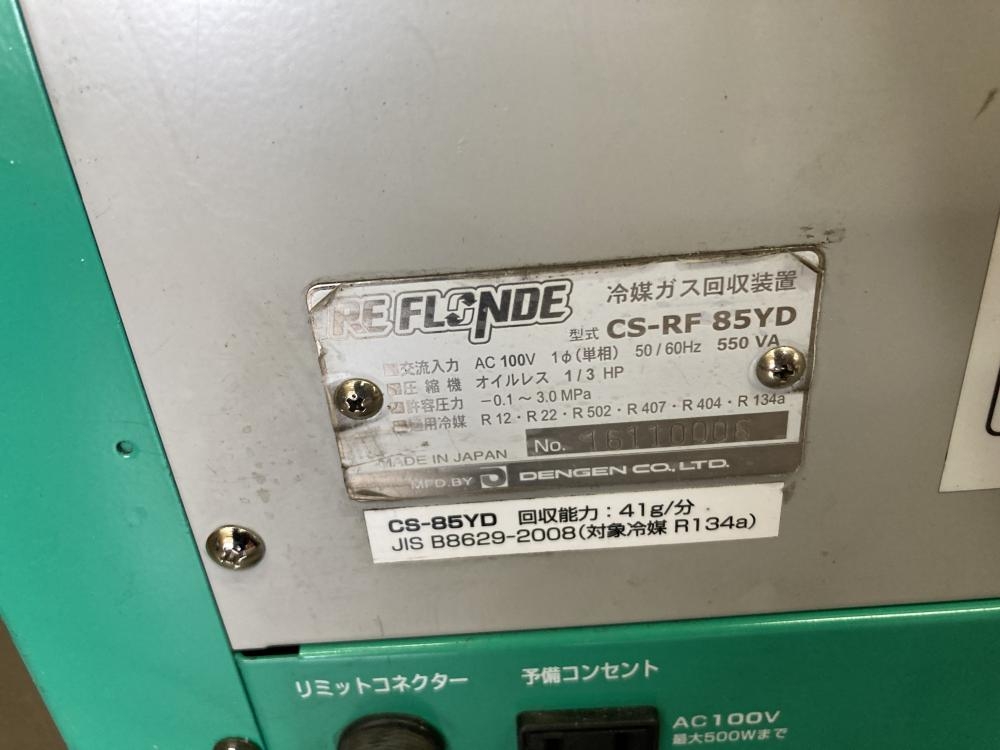 RE FLONDE
冷媒ガス回収装置
型式 CS-RF 85YD
交流入力 AC 100V 1φ(単相) 50/60Hz 550 VA
圧縮機 オイルレス 1/3 HP
許容圧力 −0.1～3.0 MPa
用冷媒 R 12・R 22・R 502・R 407・R 404・R 134a
No.
MADE IN JAPAN
MFD.BY DENGEN CO.,LTD.
CS-85YD 回収能力：41g/分
JIS B8629-2008(対象冷媒 R134a)
リミットコネクター
予備コンセント
AC100V
最大500Wまで